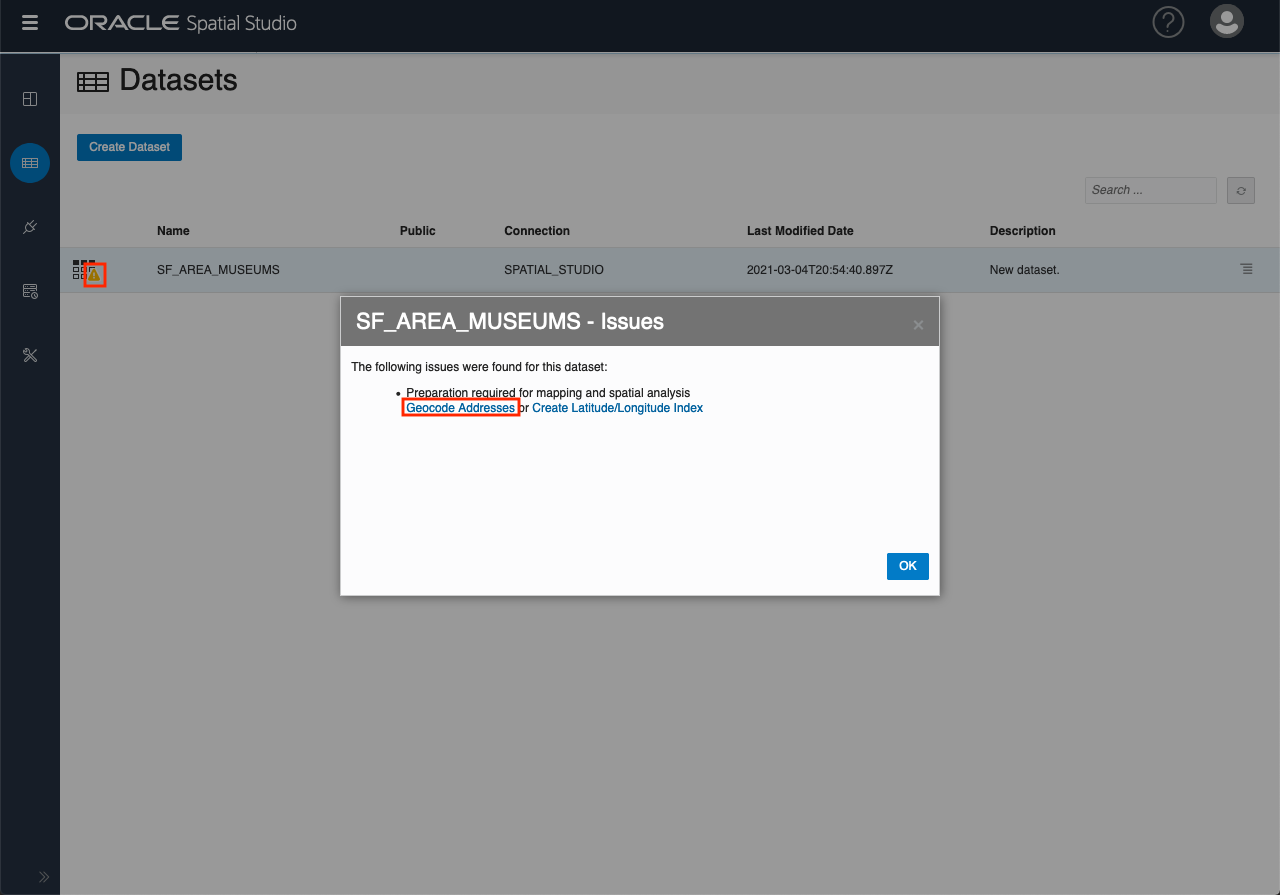 ORACLE Spatial Studio
Datasets
Create Dataset
Search ...
Name Public Connection Last Modified Date Description
SF_AREA_MUSEUMS SPATIAL_STUDIO 2021-03-04T20:54:40.897Z New dataset.
SF_AREA_MUSEUMS - Issues
The following issues were found for this dataset:
• Preparation required for mapping and spatial analysis
Geocode Addresses or Create Latitude/Longitude Index
OK